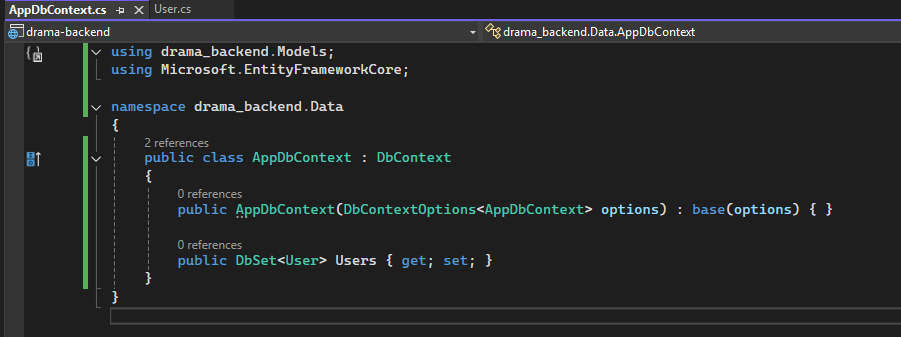 AppDbContext.cs User.cs
drama-backend drama_backend.Data.AppDbContext
using drama_backend.Models;
using Microsoft.EntityFrameworkCore;
namespace drama_backend.Data
{
2 references
public class AppDbContext : DbContext
{
0 references
public AppDbContext(DbContextOptions<AppDbContext> options) : base(options) { }
0 references
public DbSet<User> Users { get; set; }
}
}